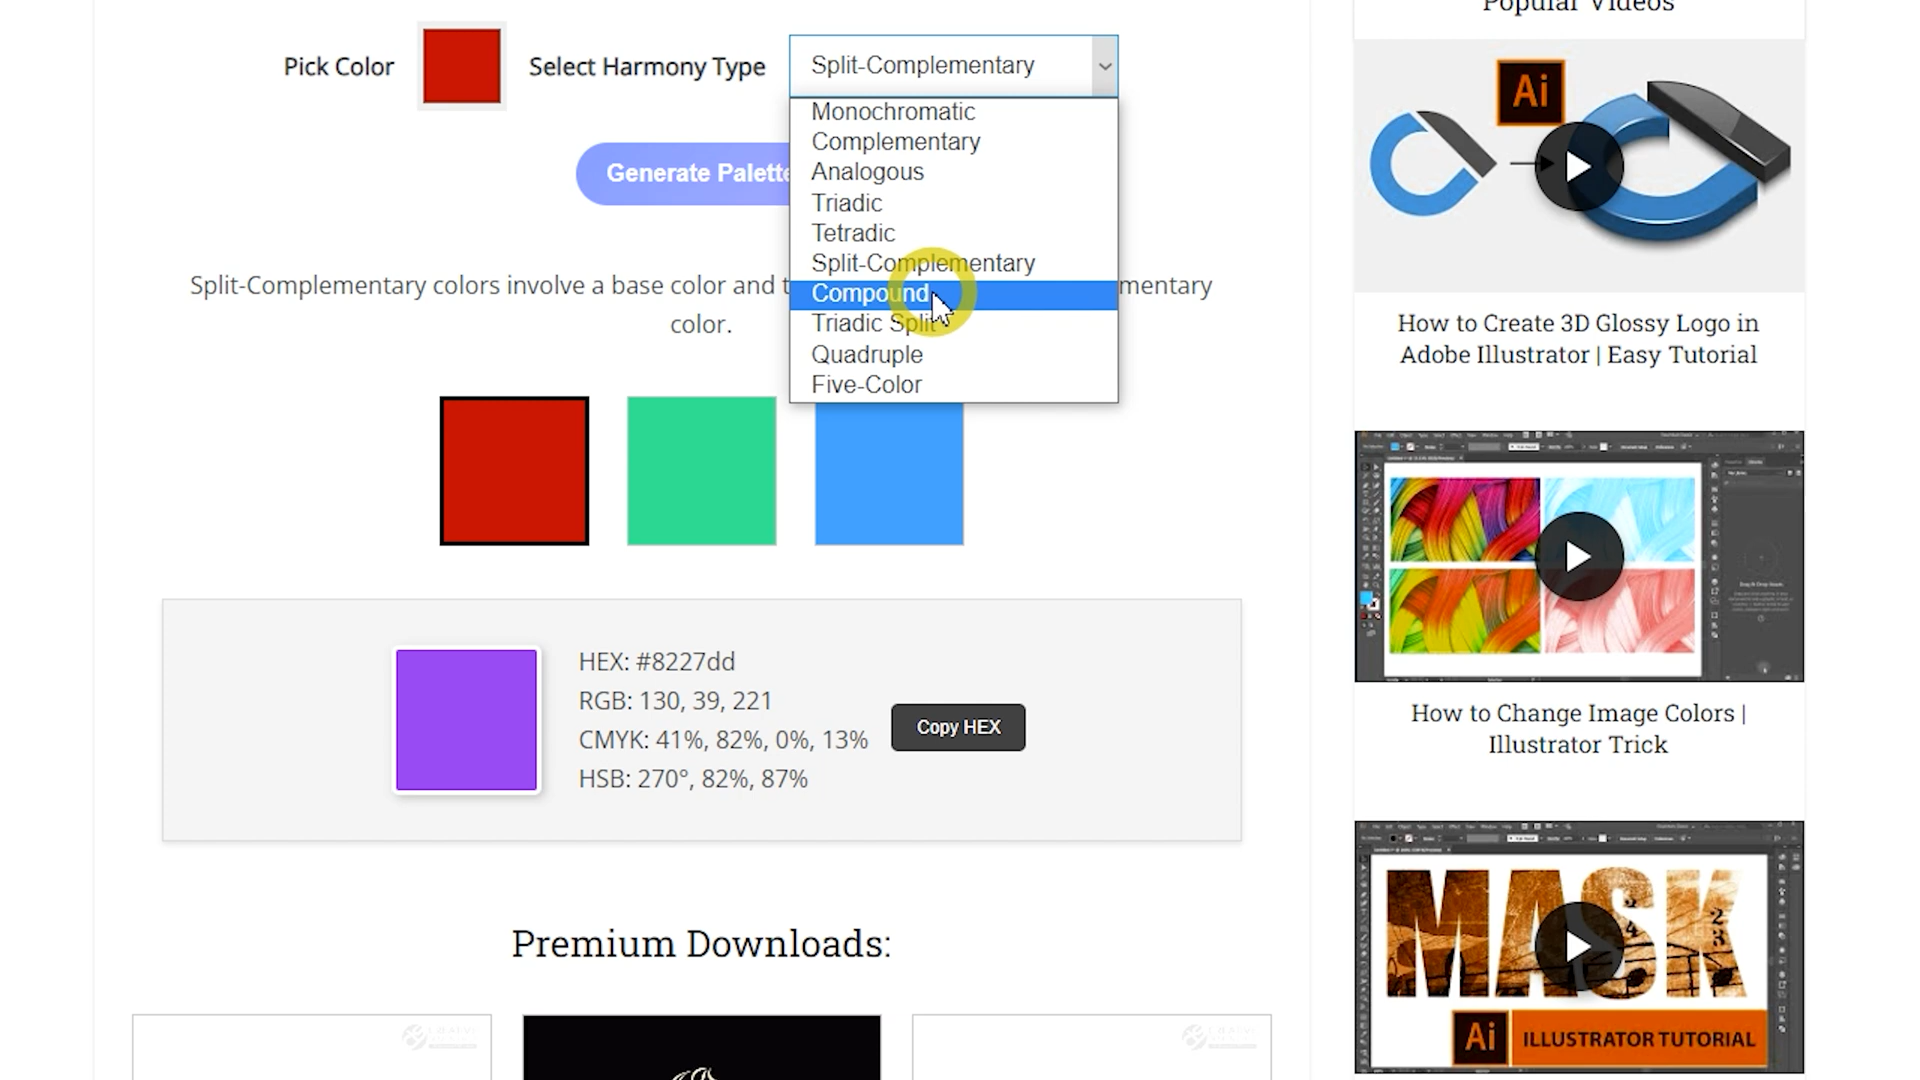 Pick Color
Select Harmony Type
Split-Complementary
Monochromatic
Complementary
Analogous
Triadic
Tetradic
Split-Complementary
Compound
Triadic Split
Quadruple
Five-Color
Generate Palette
Split-Complementary colors involve a base color and mentary
color.
HEX: #8227dd
RGB: 130, 39, 221
CMYK: 41%, 82%, 0%, 13%
HSB: 270°, 82%, 87%
Copy HEX
Premium Downloads:
Popular Videos
Ai
How to Create 3D Glossy Logo in
Adobe Illustrator | Easy Tutorial
How to Change Image Colors |
Illustrator Trick
MASK
Ai ILLUSTRATOR TUTORIAL